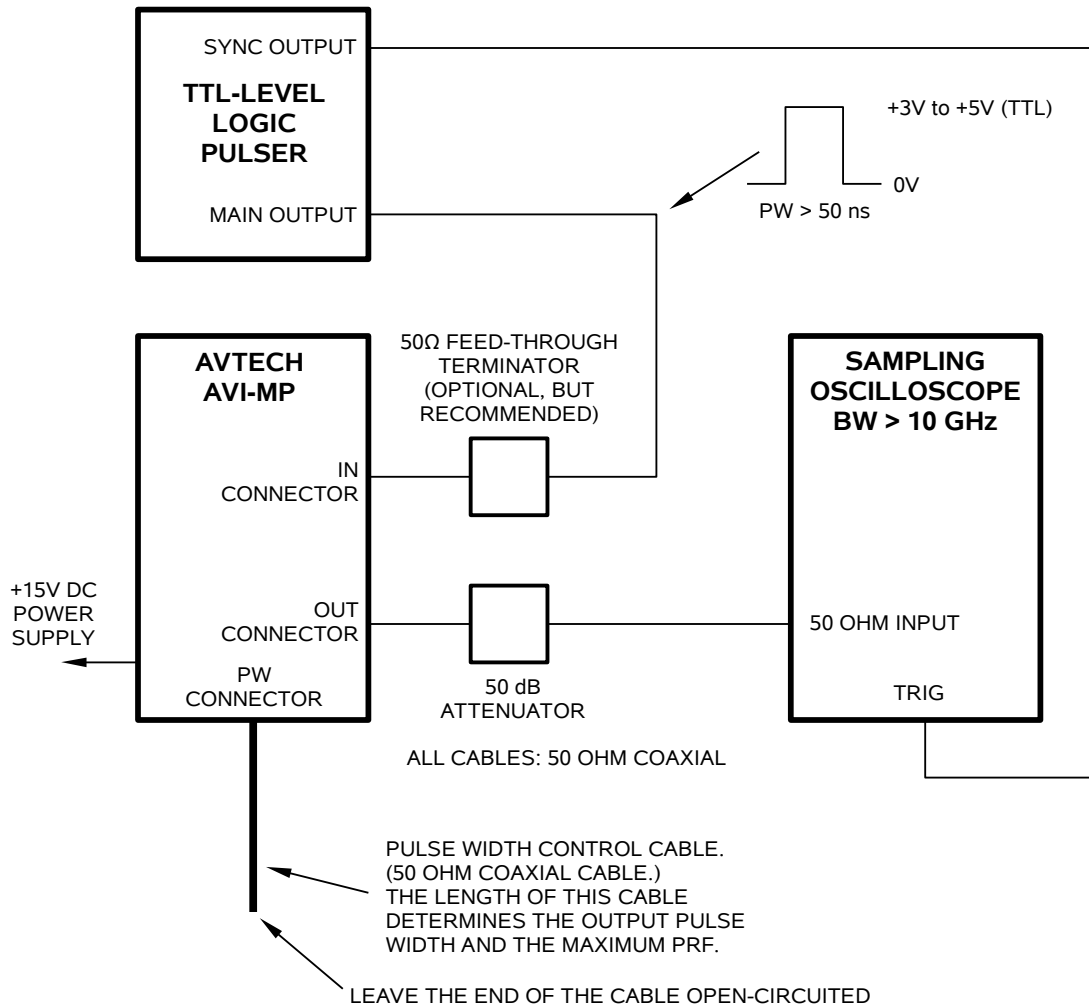 SYNC OUTPUT
TTL-LEVEL
LOGIC
PULSER
MAIN OUTPUT
+3V to +5V (TTL)
0V
PW > 50 ns
AVTECH
AVI-MP
50Ω FEED-THROUGH
TERMINATOR
(OPTIONAL, BUT
RECOMMENDED)
SAMPLING
OSCILLOSCOPE
BW > 10 GHz
IN
CONNECTOR
+15V DC
POWER
SUPPLY
OUT
CONNECTOR
PW
CONNECTOR
50 dB
ATTENUATOR
50 OHM INPUT
TRIG
ALL CABLES: 50 OHM COAXIAL
PULSE WIDTH CONTROL CABLE.
(50 OHM COAXIAL CABLE.)
THE LENGTH OF THIS CABLE
DETERMINES THE OUTPUT PULSE
WIDTH AND THE MAXIMUM PRF.
LEAVE THE END OF THE CABLE OPEN-CIRCUITED